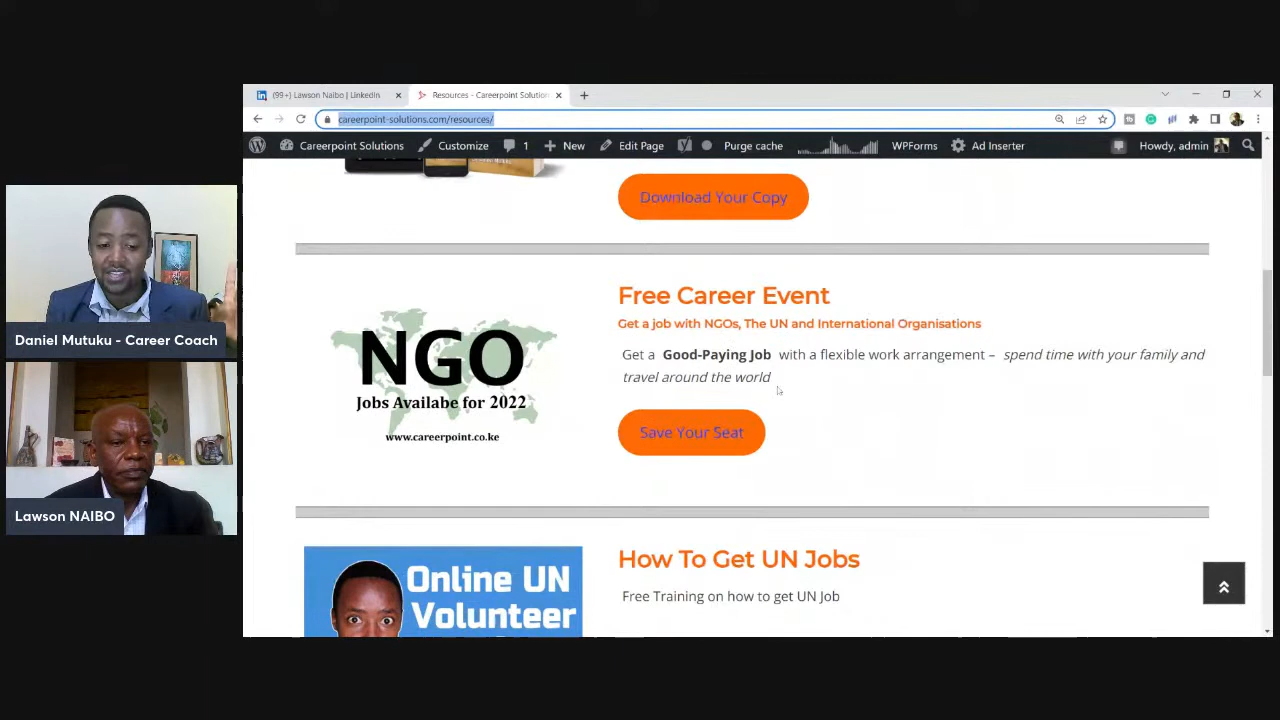 (99+) Lawson Naibo | LinkedIn
Resources - Careerpoint Solution
careerpoint-solutions.com/resources/
Careerpoint Solutions
Customize
1
New
Edit Page
Purge cache
WPForms
Ad Inserter
Howdy, admin
Download Your Copy
Daniel Mutuku - Career Coach
Lawson NAIBO
NGO
Jobs Availabe for 2022
www.careerpoint.co.ke
Free Career Event
Get a job with NGOs, The UN and International Organisations
Get a Good-Paying Job with a flexible work arrangement – spend time with your family and
travel around the world
Save Your Seat
Online UN
Volunteer
How To Get UN Jobs
Free Training on how to get UN Job